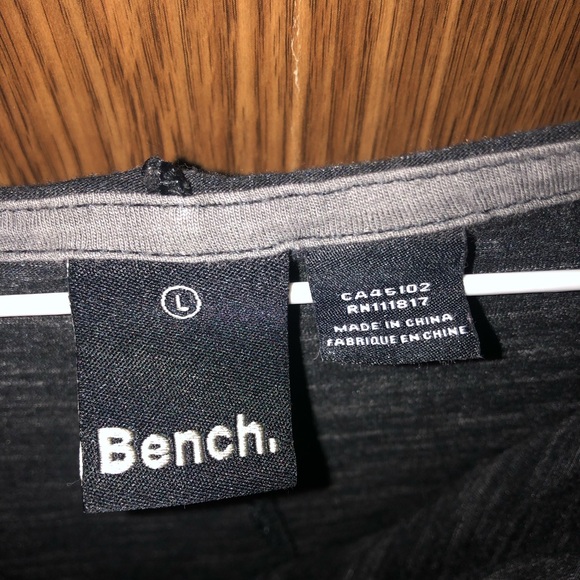 L
Bench.
CA45102
RN111817
MADE IN CHINA
FABRIQUE EN CHINE